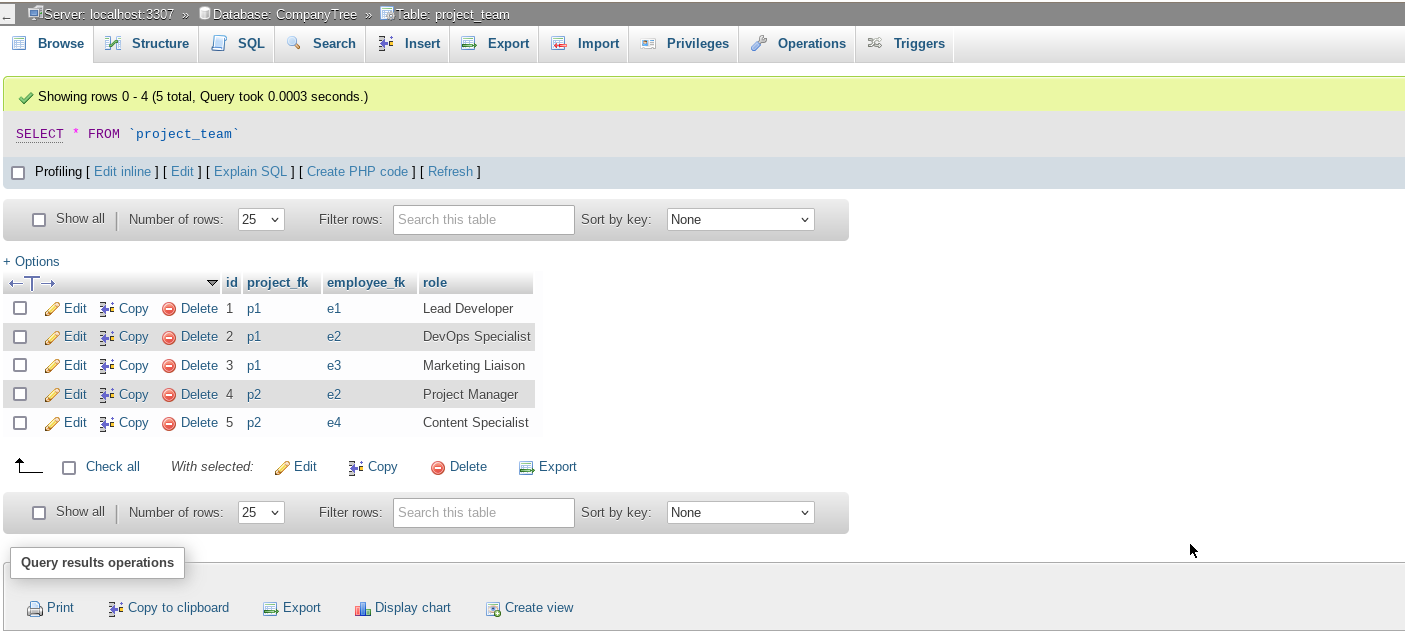 ← Server: localhost:3307 » Database: CompanyTree » Table: project_team
Browse Structure SQL Search Insert Export Import Privileges Operations Triggers
Showing rows 0 - 4 (5 total, Query took 0.0003 seconds.)
SELECT * FROM `project_team`
Profiling [ Edit inline ] [ Edit ] [ Explain SQL ] [ Create PHP code ] [ Refresh ]
Show all | Number of rows: 25 Filter rows: Search this table Sort by key: None
+ Options
←T→ id project_fk employee_fk role
Edit Copy Delete 1 p1 e1 Lead Developer
Edit Copy Delete 2 p1 e2 DevOps Specialist
Edit Copy Delete 3 p1 e3 Marketing Liaison
Edit Copy Delete 4 p2 e2 Project Manager
Edit Copy Delete 5 p2 e4 Content Specialist
Check all With selected: Edit Copy Delete Export
Show all | Number of rows: 25 Filter rows: Search this table Sort by key: None
Query results operations
Print Copy to clipboard Export Display chart Create view